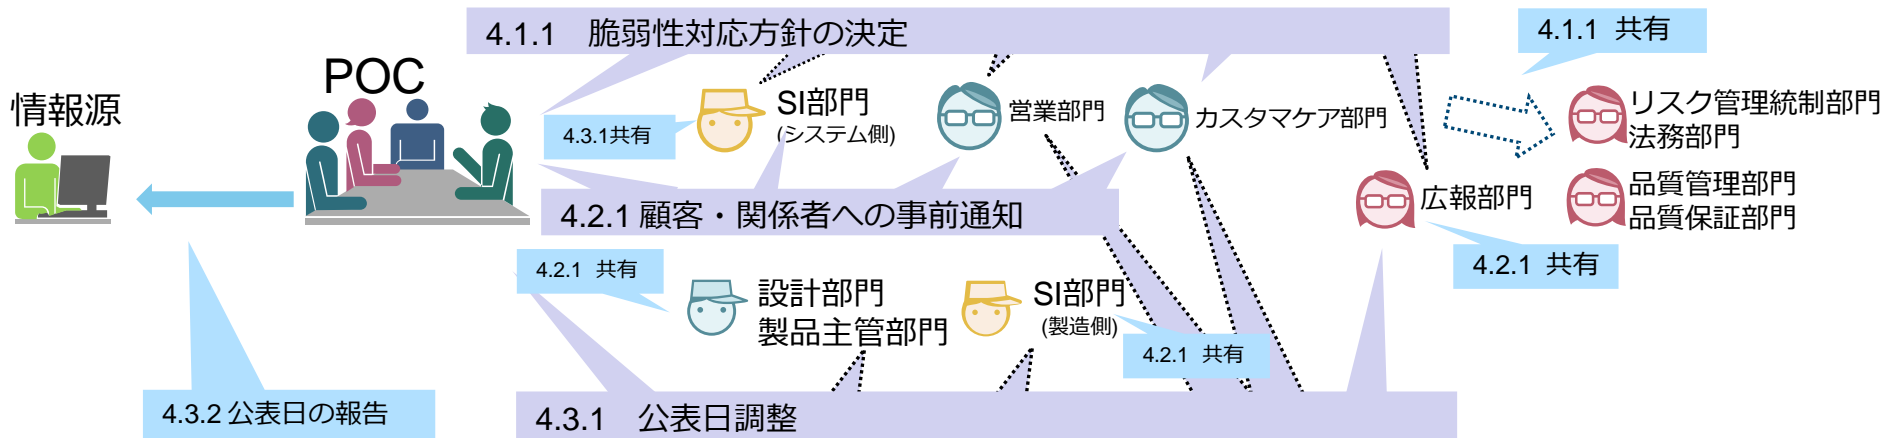 4.1.1　脆弱性対応方針の決定
4.1.1 共有
POC
情報源
SI部門
(システム側)
営業部門
カスタマケア部門
リスク管理統制部門
法務部門
4.3.1共有
品質管理部門
品質保証部門
広報部門
4.2.1 顧客・関係者への事前通知
4.2.1 共有
4.2.1 共有
設計部門
製品主管部門
SI部門
(製造側)
4.2.1 共有
4.3.2 公表日の報告
4.3.1　公表日調整